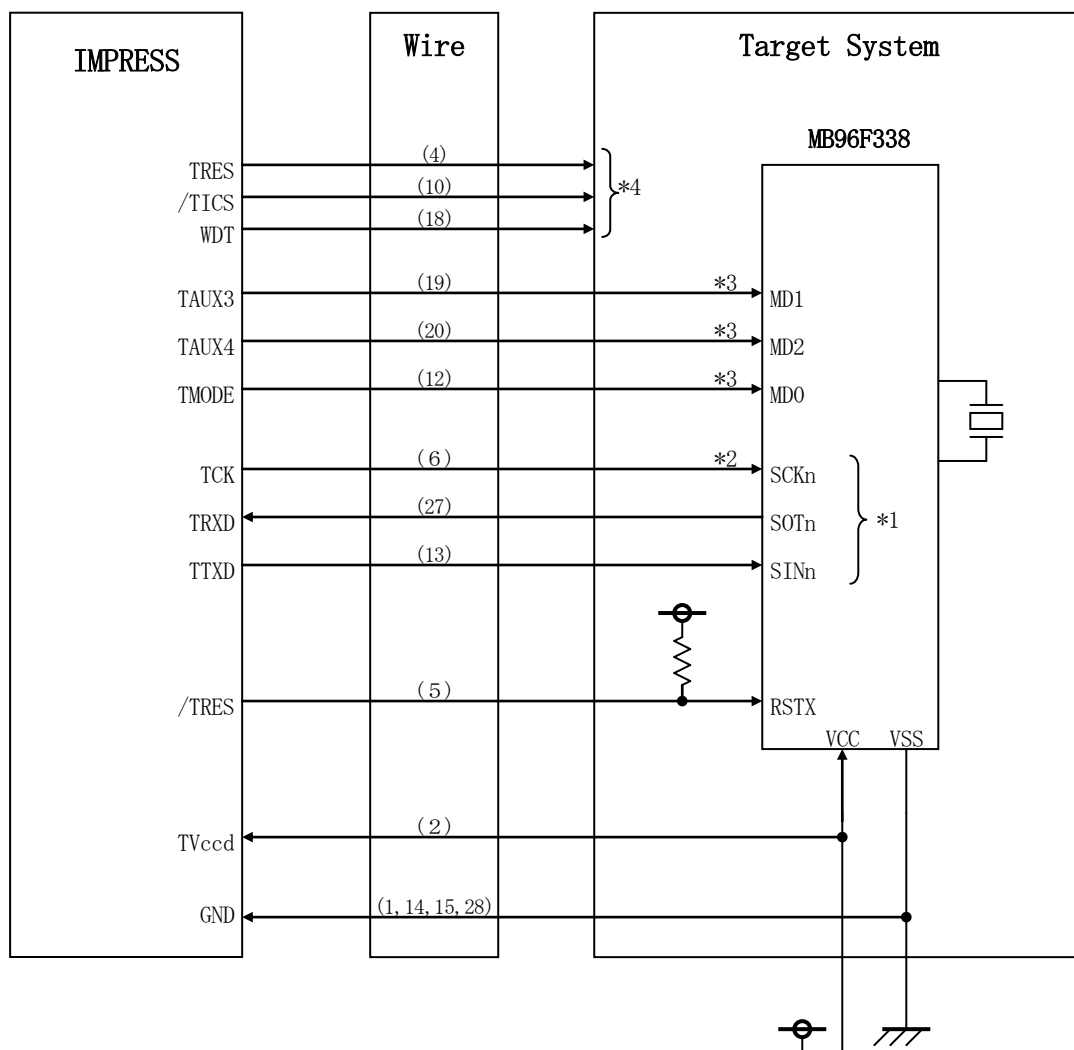 IMPRESS
Wire
Target System
MB96F338
TRES
(4)
*4
/TICS
(10)
WDT
(18)
TAUX3
(19)
*3
MD1
TAUX4
(20)
*3
MD2
TMODE
(12)
*3
MD0
TCK
(6)
*2
SCKn
TRXD
(27)
SOTn
*1
TTXD
(13)
SINn
/TRES
(5)
RSTX
VCC
VSS
TVccd
(2)
GND
(1,14,15,28)